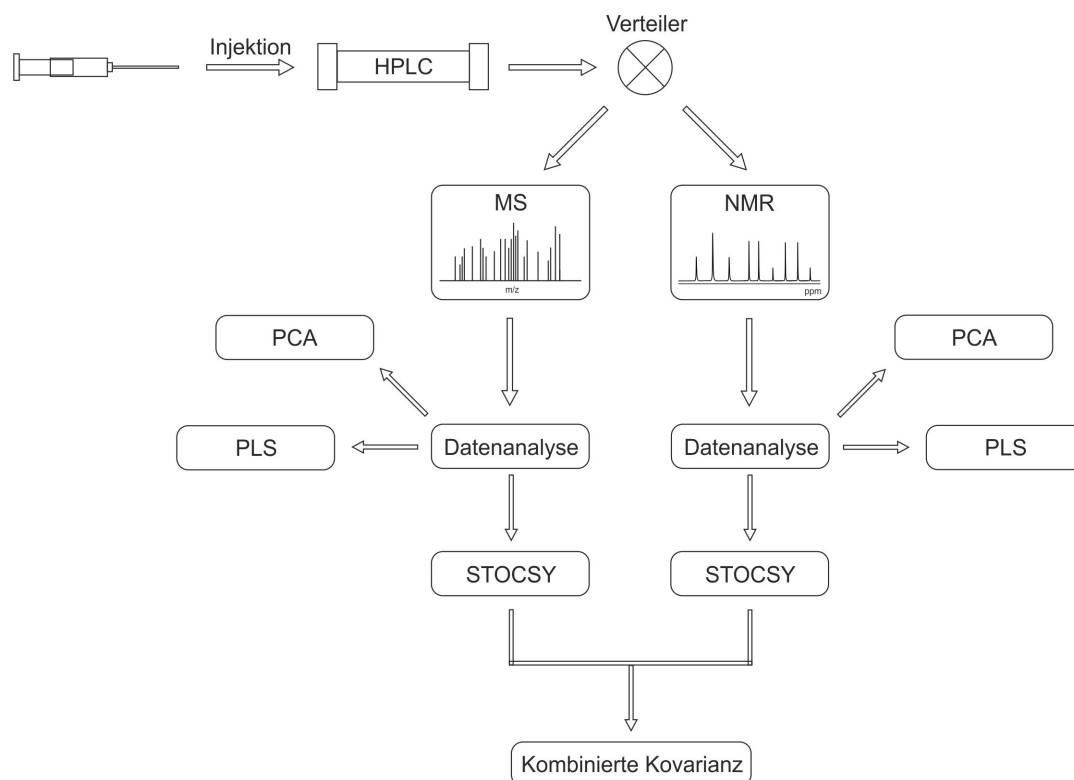 Verteiler
Injektion
HPLC
MS
NMR
m/z
ppm
PCA
PCA
PLS
Datenanalyse
Datenanalyse
PLS
STOCSY
STOCSY
Kombinierte Kovarianz